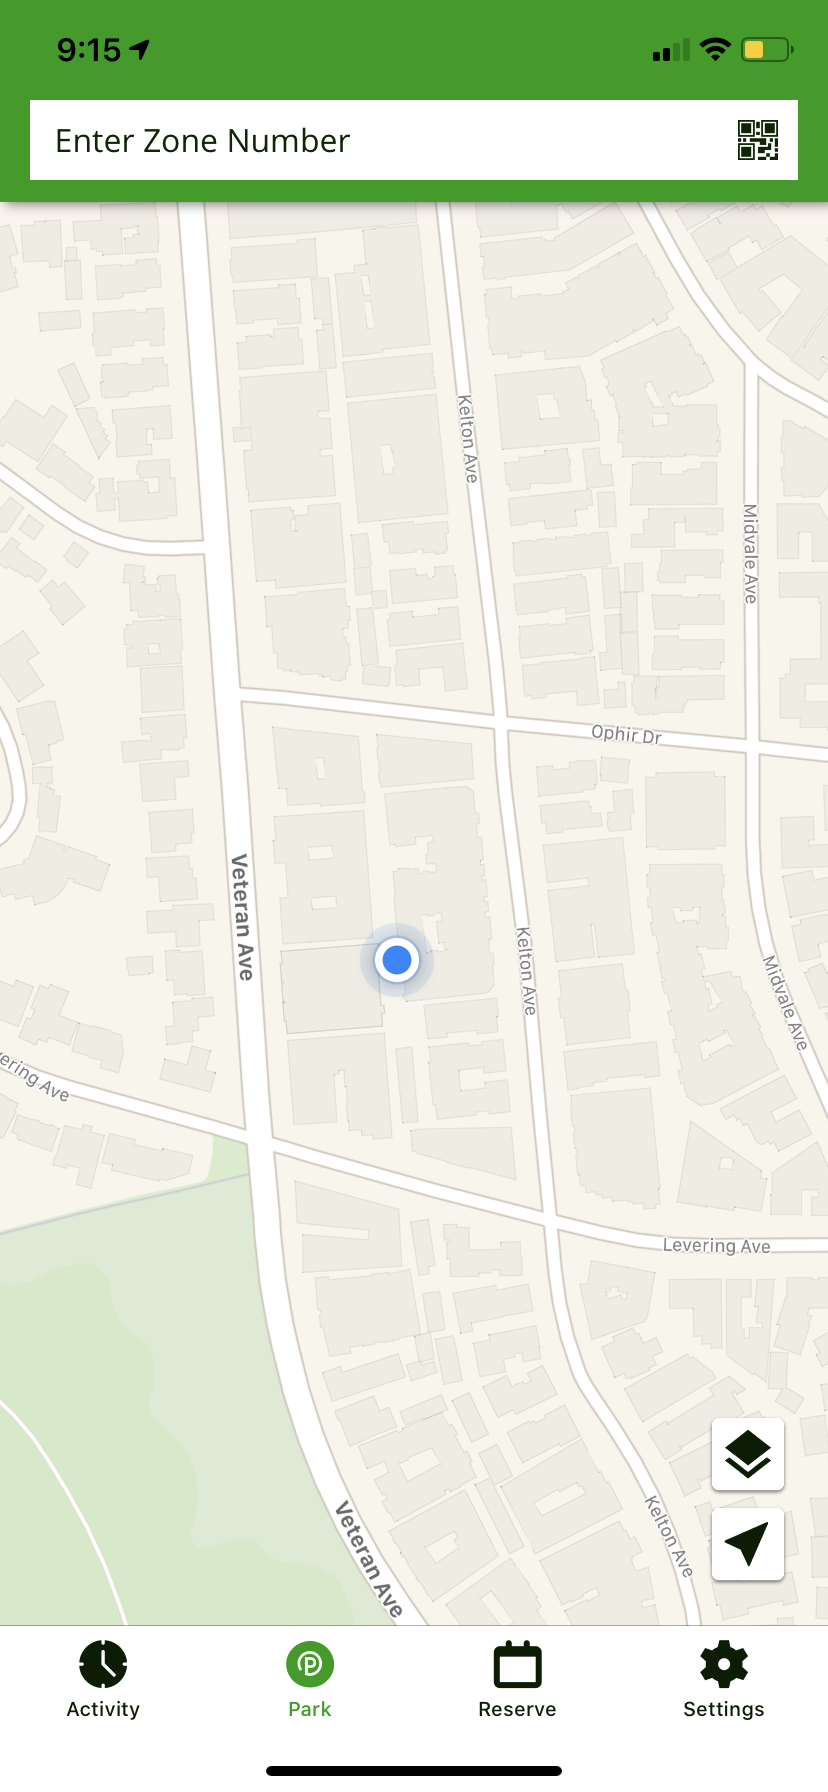 9:15
Enter Zone Number
Kelton Ave
Midvale Ave
Ophir Dr
Veteran Ave
Kelton Ave
Midvale Ave
vering Ave
Levering Ave
Kelton Ave
Veteran Ave
Activity
Park
Reserve
Settings